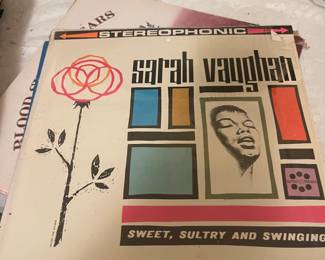 STEREOPHONIC
sarah vaughan
SWEET, SULTRY AND SWINGING
BLOOD S
EARS